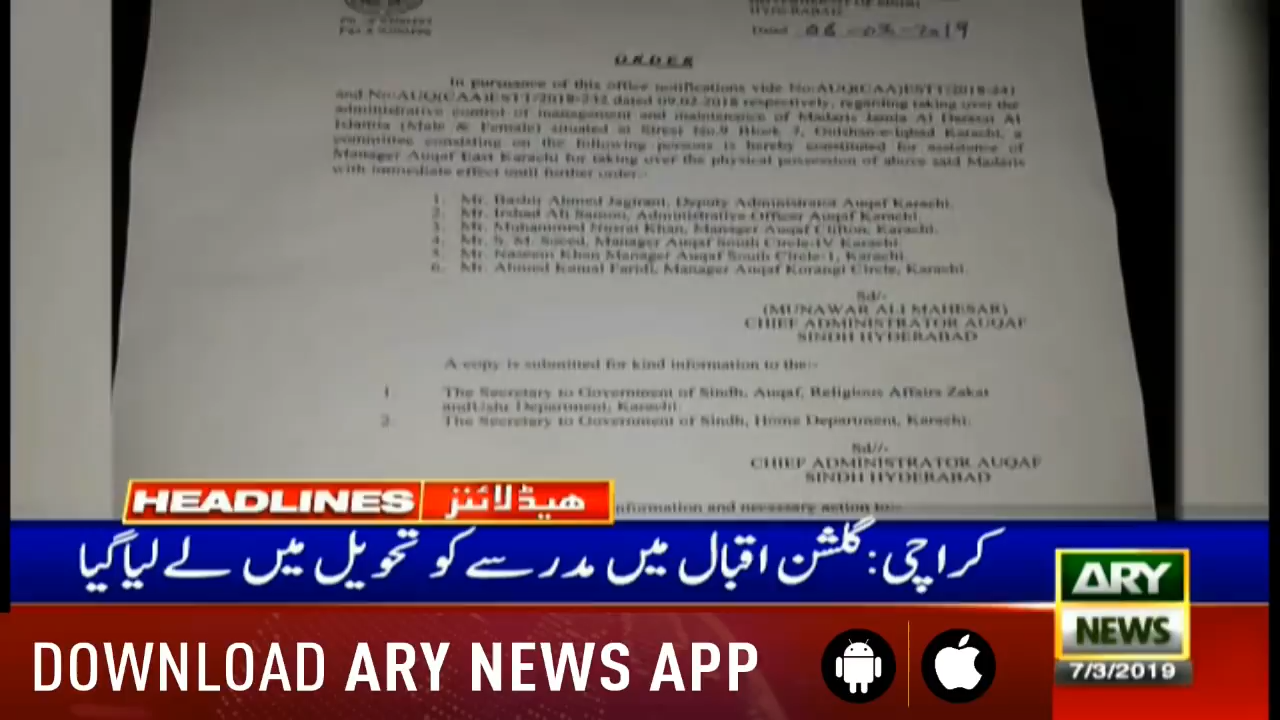 Dated 06-03-2019
ORDER
In pursuance of this office notifications vide No:AUQ(CAA)EST1/2018-241
and No:AUQ(CAA)EST1/2018-232 dated 09.02.2018 respectively, regarding taking over the
administrative control of management and maintenance of Madaris Jamia Al Darasat Al
Islamia (Male & Female) situated at Street No.9 Block 7, Gulshan-e-Iqbal Karachi, a
committee consisting on the following persons is hereby constituted for assistance of
Manager Auqaf East Karachi for taking over the physical possession of above said Madaris
with immediate effect until further order:-
1. Mr. Bashir Ahmed Jagirani, Deputy Administrator Auqaf Karachi.
2. Mr. Irshad Ali Samoo, Administrative Officer Auqaf Karachi.
3. Mr. Muhammed Nusrat Khan, Manager Auqaf Clifton, Karachi.
4. Mr. S. M. Saeed, Manager Auqaf South Circle-IV Karachi
5. Mr. Naseem Khan Manager Auqaf South Circle-1, Karachi.
6. Mr. Ahmed Kamal Faridi, Manager Auqaf Korangi Circle, Karachi.
Sd/-
(MUNAWAR ALI MAHESAR)
CHIEF ADMINISTRATOR AUQAF
SINDH HYDERABAD
A copy is submitted for kind information to the:-
1. The Secretary to Government of Sindh, Auqaf, Religious Affairs Zakat
and Ushr Department, Karachi.
2. The Secretary to Government of Sindh, Home Department, Karachi.
Sd//-
CHIEF ADMINISTRATOR AUQAF
SINDH HYDERABAD
information and necessary action to:-
HEADLINES ہیڈلائنز
کراچی: گلشن اقبال میں مدرسے کو تحویل میں لے لیا گیا
ARY
NEWS
7/3/2019
DOWNLOAD ARY NEWS APP